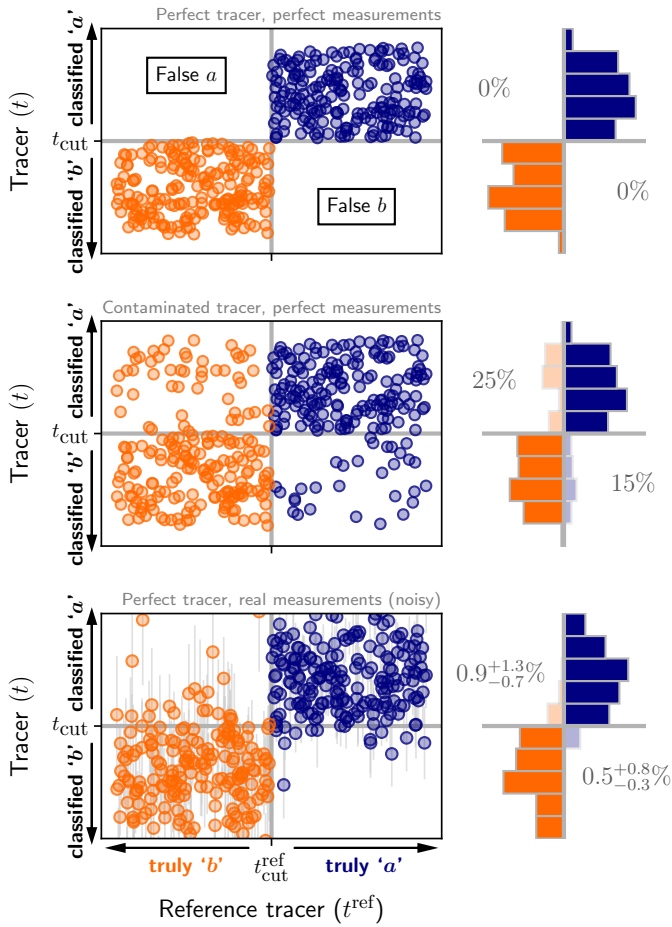 Perfect tracer, perfect measurements
Tracer (t)
classified ‘a’
classified ‘b’
t_cut
False a
False b
0%
0%
Contaminated tracer, perfect measurements
Tracer (t)
classified ‘a’
classified ‘b’
t_cut
25%
15%
Perfect tracer, real measurements (noisy)
Tracer (t)
classified ‘a’
classified ‘b’
t_cut
0.9^{+1.3}_{−0.7}%
0.5^{+0.8}_{−0.3}%
truly ‘b’ t^{ref}_{cut} truly ‘a’
Reference tracer (t^{ref})